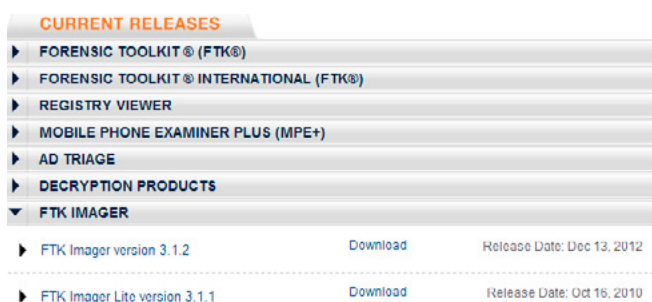 CURRENT RELEASES
FORENSIC TOOLKIT ® (FTK®)
FORENSIC TOOLKIT ® INTERNATIONAL (FTK®)
REGISTRY VIEWER
MOBILE PHONE EXAMINER PLUS (MPE+)
AD TRIAGE
DECRYPTION PRODUCTS
FTK IMAGER
FTK Imager version 3.1.2 Download Release Date: Dec 13, 2012
FTK Imager Lite version 3.1.1 Download Release Date: Oct 16, 2010